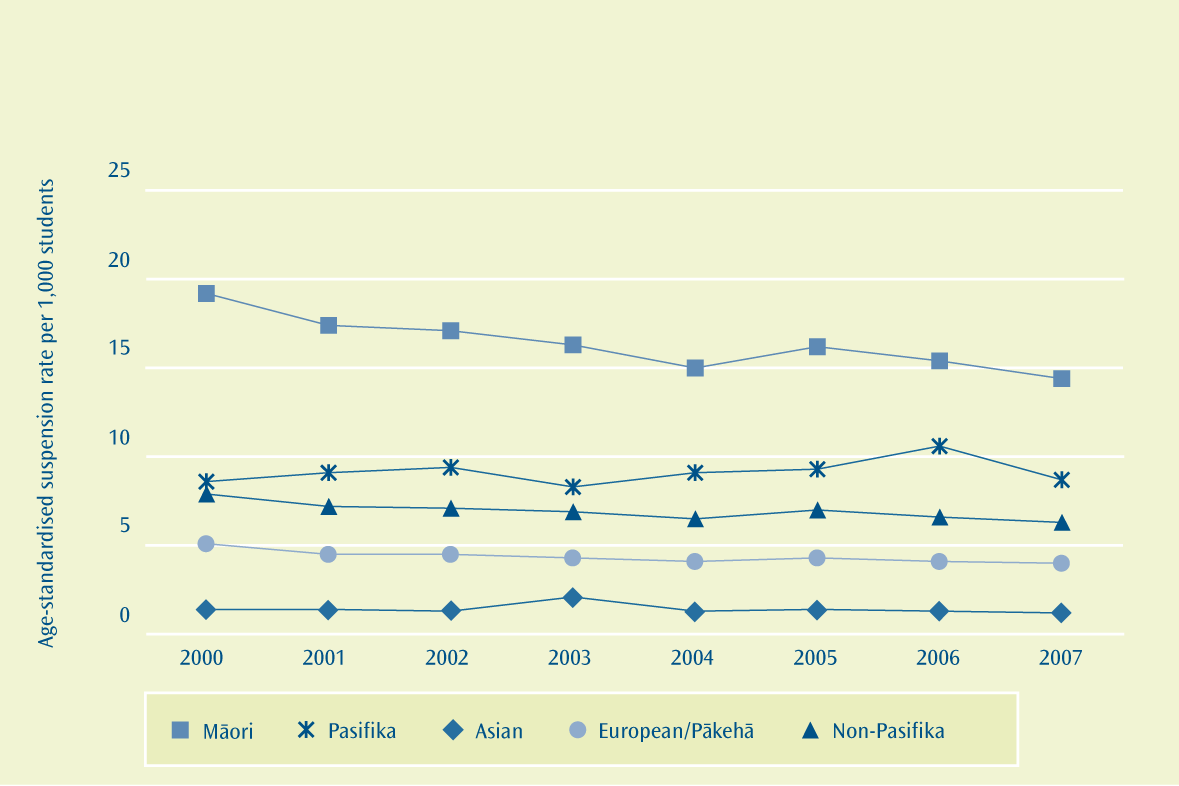 Age-standardised suspension rate per 1,000 students
25
20
15
10
5
0
2000 2001 2002 2003 2004 2005 2006 2007
Māori Pasifika Asian European/Pākehā Non-Pasifika